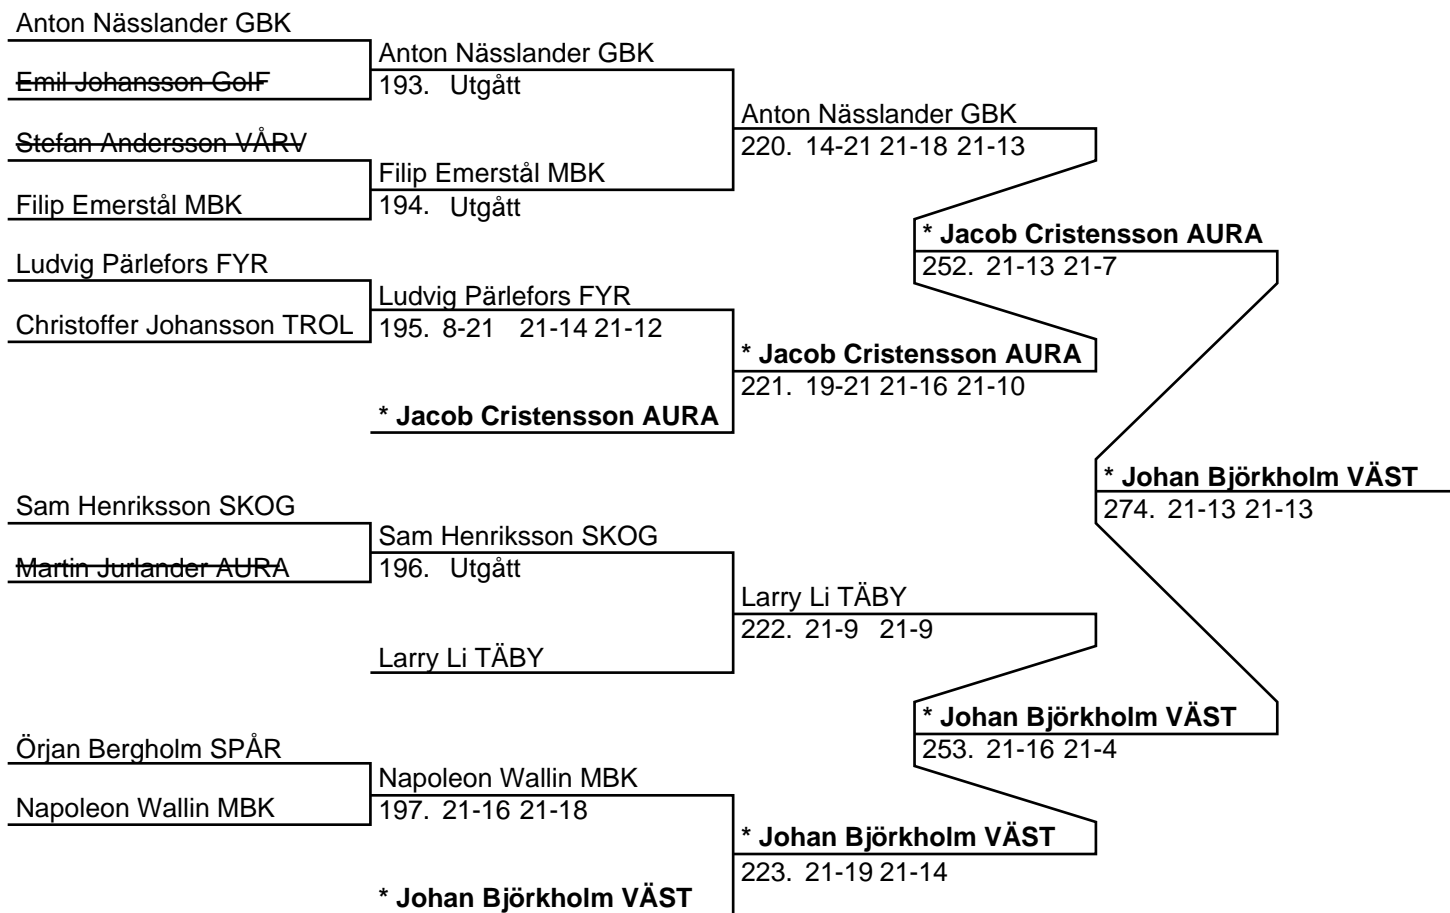 Anton Nässlander GBK
Anton Nässlander GBK
Emil Johansson GoIF
193. Utgått
Anton Nässlander GBK
Stefan Andersson VÅRV
220. 14-21 21-18 21-13
Filip Emerstål MBK
Filip Emerstål MBK
194. Utgått
* Jacob Cristensson AURA
Ludvig Pärlefors FYR
252. 21-13 21-7
Ludvig Pärlefors FYR
Christoffer Johansson TROL
195. 8-21 21-14 21-12
* Jacob Cristensson AURA
221. 19-21 21-16 21-10
* Jacob Cristensson AURA
* Johan Björkholm VÄST
Sam Henriksson SKOG
274. 21-13 21-13
Sam Henriksson SKOG
Martin Jurlander AURA
196. Utgått
Larry Li TÄBY
222. 21-9 21-9
Larry Li TÄBY
* Johan Björkholm VÄST
Örjan Bergholm SPÅR
253. 21-16 21-4
Napoleon Wallin MBK
Napoleon Wallin MBK
197. 21-16 21-18
* Johan Björkholm VÄST
223. 21-19 21-14
* Johan Björkholm VÄST